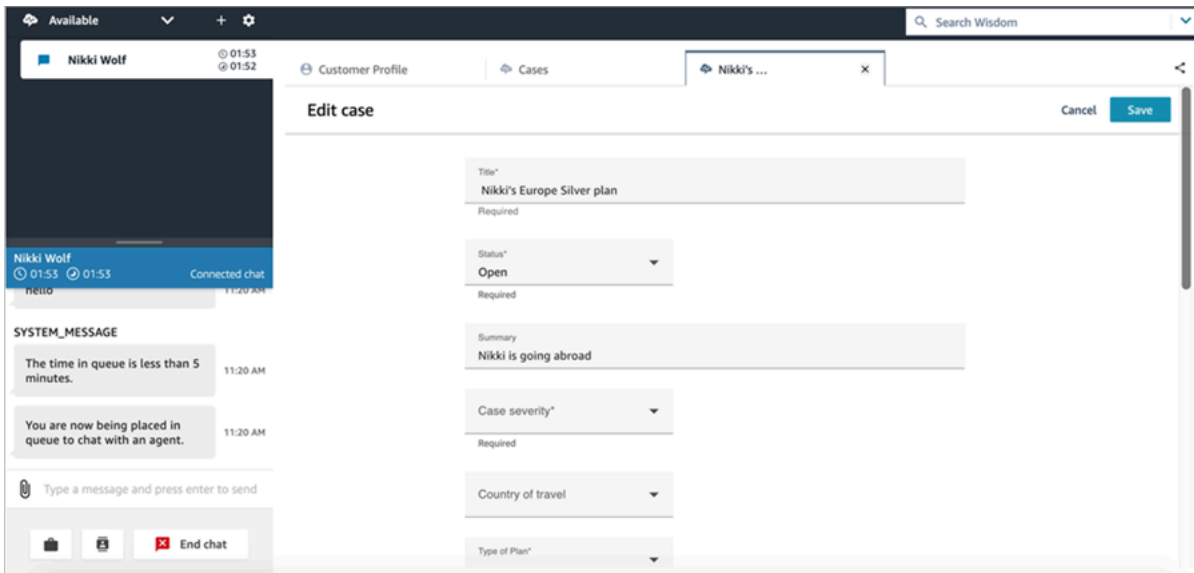 Available
Search Wisdom
Nikki Wolf
01:53
01:52
Customer Profile
Cases
Nikki's ...
Edit case
Cancel
Save
Title*
Nikki's Europe Silver plan
Required
Status*
Open
Required
Summary
Nikki is going abroad
Case severity*
Required
Country of travel
Type of Plan*
Nikki Wolf
01:53 01:53 Connected chat
hello 11:20 AM
SYSTEM_MESSAGE
The time in queue is less than 5
minutes.
11:20 AM
You are now being placed in
queue to chat with an agent.
11:20 AM
Type a message and press enter to send
End chat